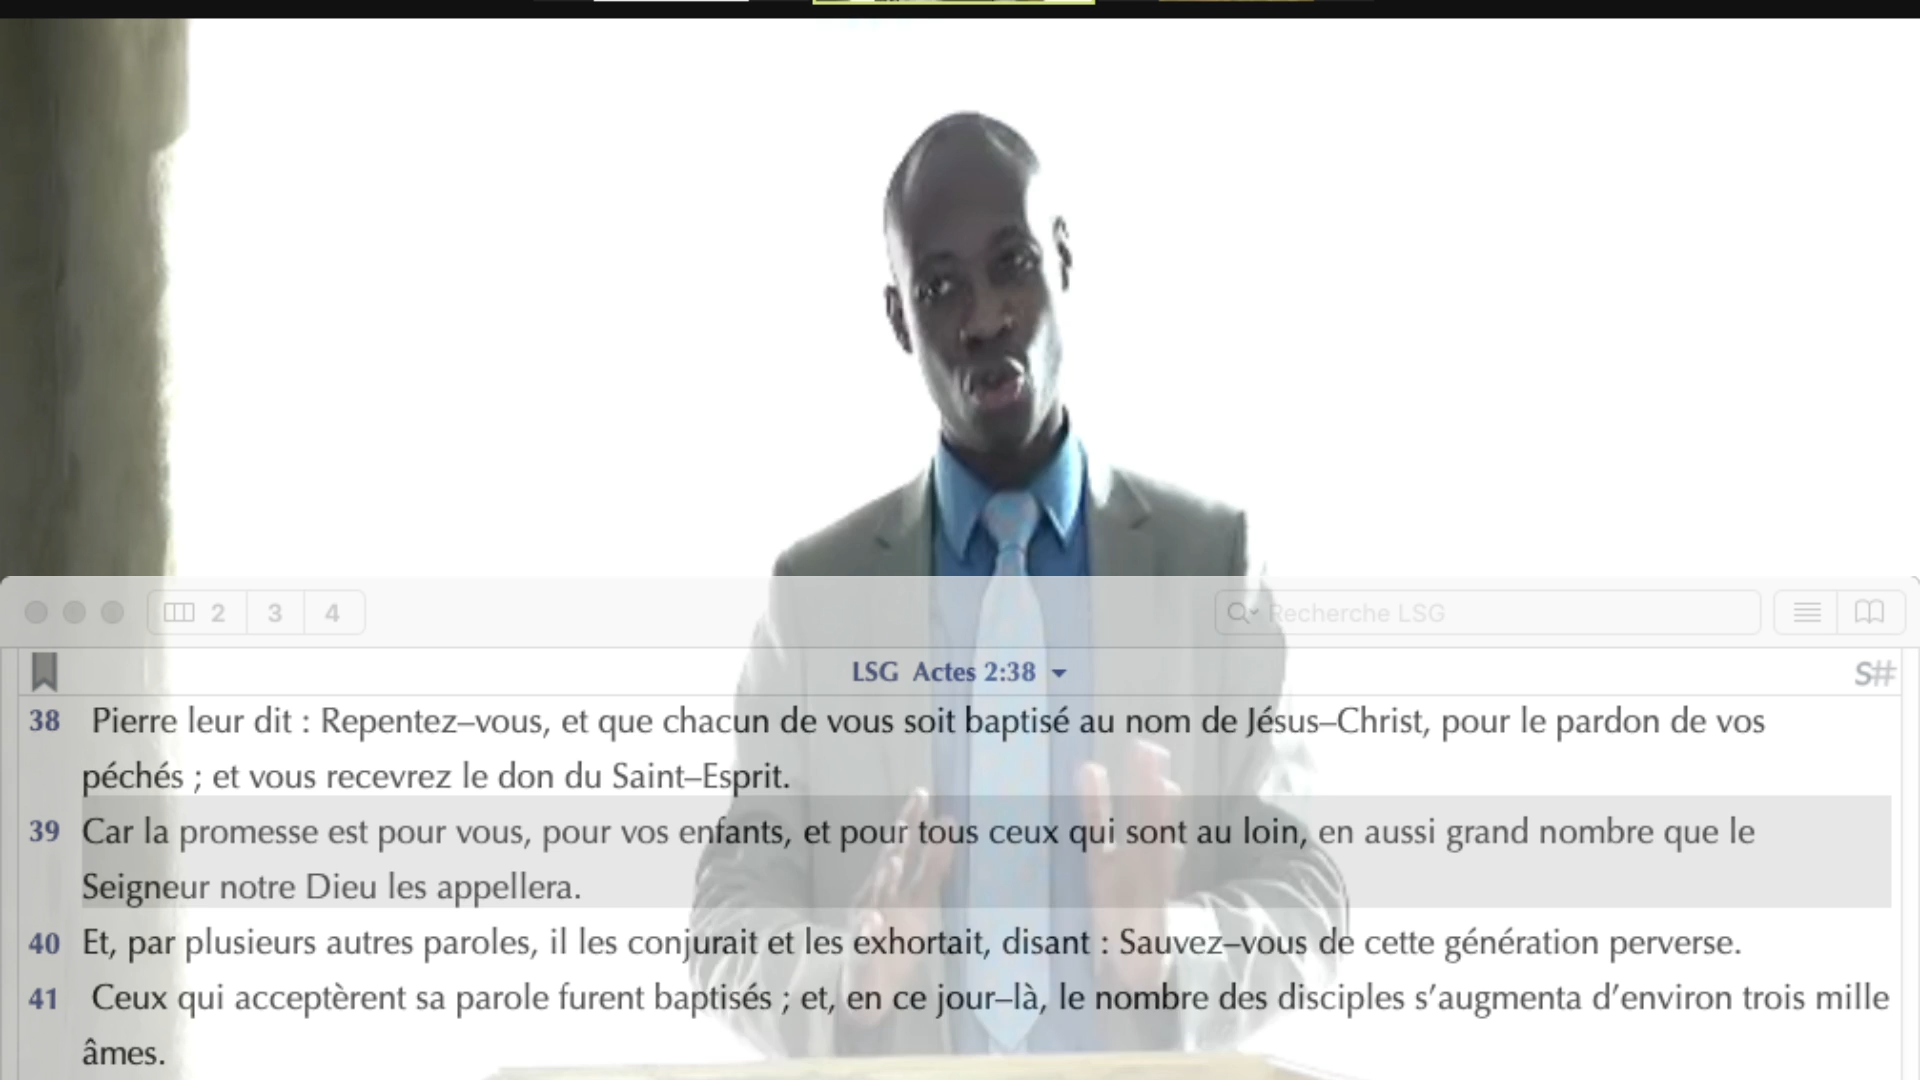 2 3 4
Recherche LSG
LSG Actes 2:38
S#
38 Pierre leur dit : Repentez–vous, et que chacun de vous soit baptisé au nom de Jésus–Christ, pour le pardon de vos
péchés ; et vous recevrez le don du Saint–Esprit.
39 Car la promesse est pour vous, pour vos enfants, et pour tous ceux qui sont au loin, en aussi grand nombre que le
Seigneur notre Dieu les appellera.
40 Et, par plusieurs autres paroles, il les conjurait et les exhortait, disant : Sauvez–vous de cette génération perverse.
41 Ceux qui acceptèrent sa parole furent baptisés ; et, en ce jour–là, le nombre des disciples s’augmenta d’environ trois mille
âmes.